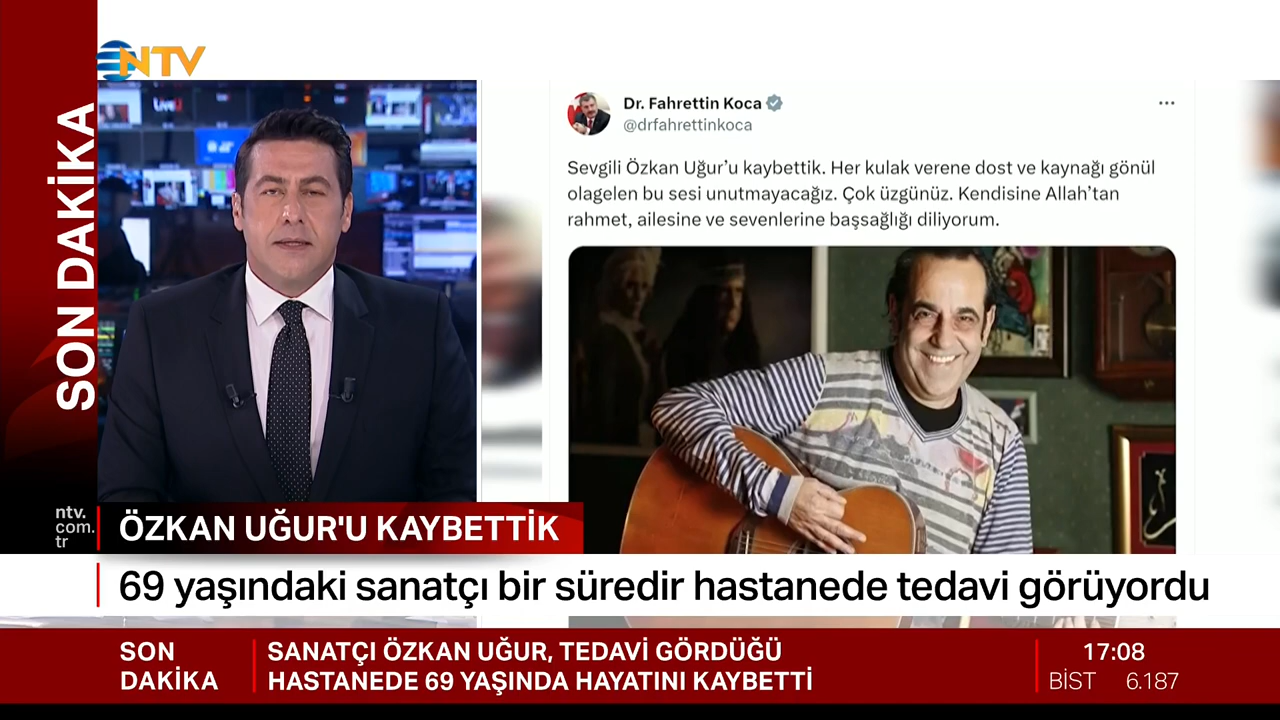 NTV
SON DAKİKA
Dr. Fahrettin Koca
@drfahrettinkoca
Sevgili Özkan Uğur’u kaybettik. Her kulak verene dost ve kaynağı gönül
olagelen bu sesi unutmayacağız. Çok üzgünüz. Kendisine Allah’tan
rahmet, ailesine ve sevenlerine başsağlığı diliyorum.
ntv.
com.
tr
ÖZKAN UĞUR'U KAYBETTİK
69 yaşındaki sanatçı bir süredir hastanede tedavi görüyordu
SON
DAKİKA
SANATÇI ÖZKAN UĞUR, TEDAVİ GÖRDÜĞÜ
HASTANEDE 69 YAŞINDA HAYATINI KAYBETTİ
17:08
BİST 6.187